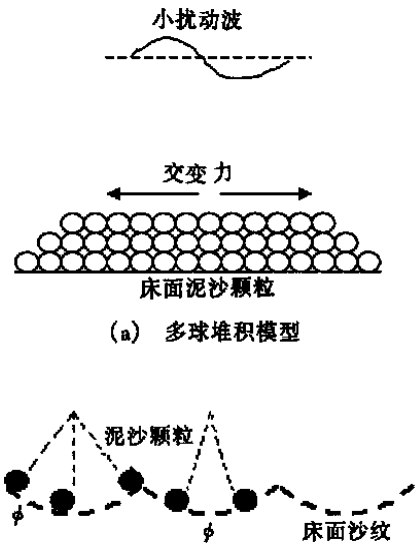 小扰动波
交变力
床面泥沙颗粒
(a) 多球堆积模型
泥沙颗粒
ϕ
ϕ
床面沙纹